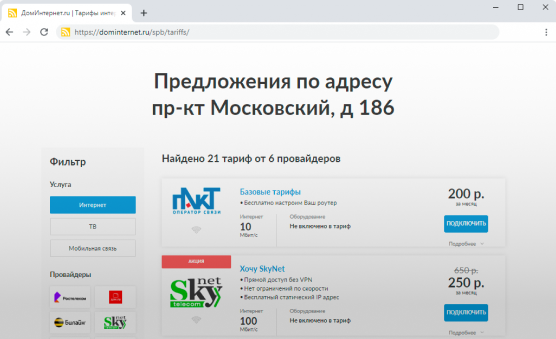 ДомИнтернет.ru | Тарифы инте
https://dominternet.ru/spb/tariffs/
Предложения по адресу
пр-кт Московский, д 186
Фильтр
Услуга
Интернет
ТВ
Мобильная связь
Провайдеры
Ростелеком
Билайн
Sky net
telecom
Найдено 21 тариф от 6 провайдеров
ПАКТ
ОПЕРАТОР СВЯЗИ
Базовые тарифы
• Бесплатно настроим Ваш роутер
Интернет
10
Мбит/с
Оборудование
Не включено в тариф
200 р.
за месяц
ПОДКЛЮЧИТЬ
Подробнее
АКЦИЯ
Sky net
telecom
Хочу SkyNet
• Прямой доступ без VPN
• Нет ограничений по скорости
• Бесплатный статический IP адрес
Интернет
100
Мбит/с
Оборудование
Не включено в тариф
650 р.
250 р.
за месяц
ПОДКЛЮЧИТЬ
Подробнее